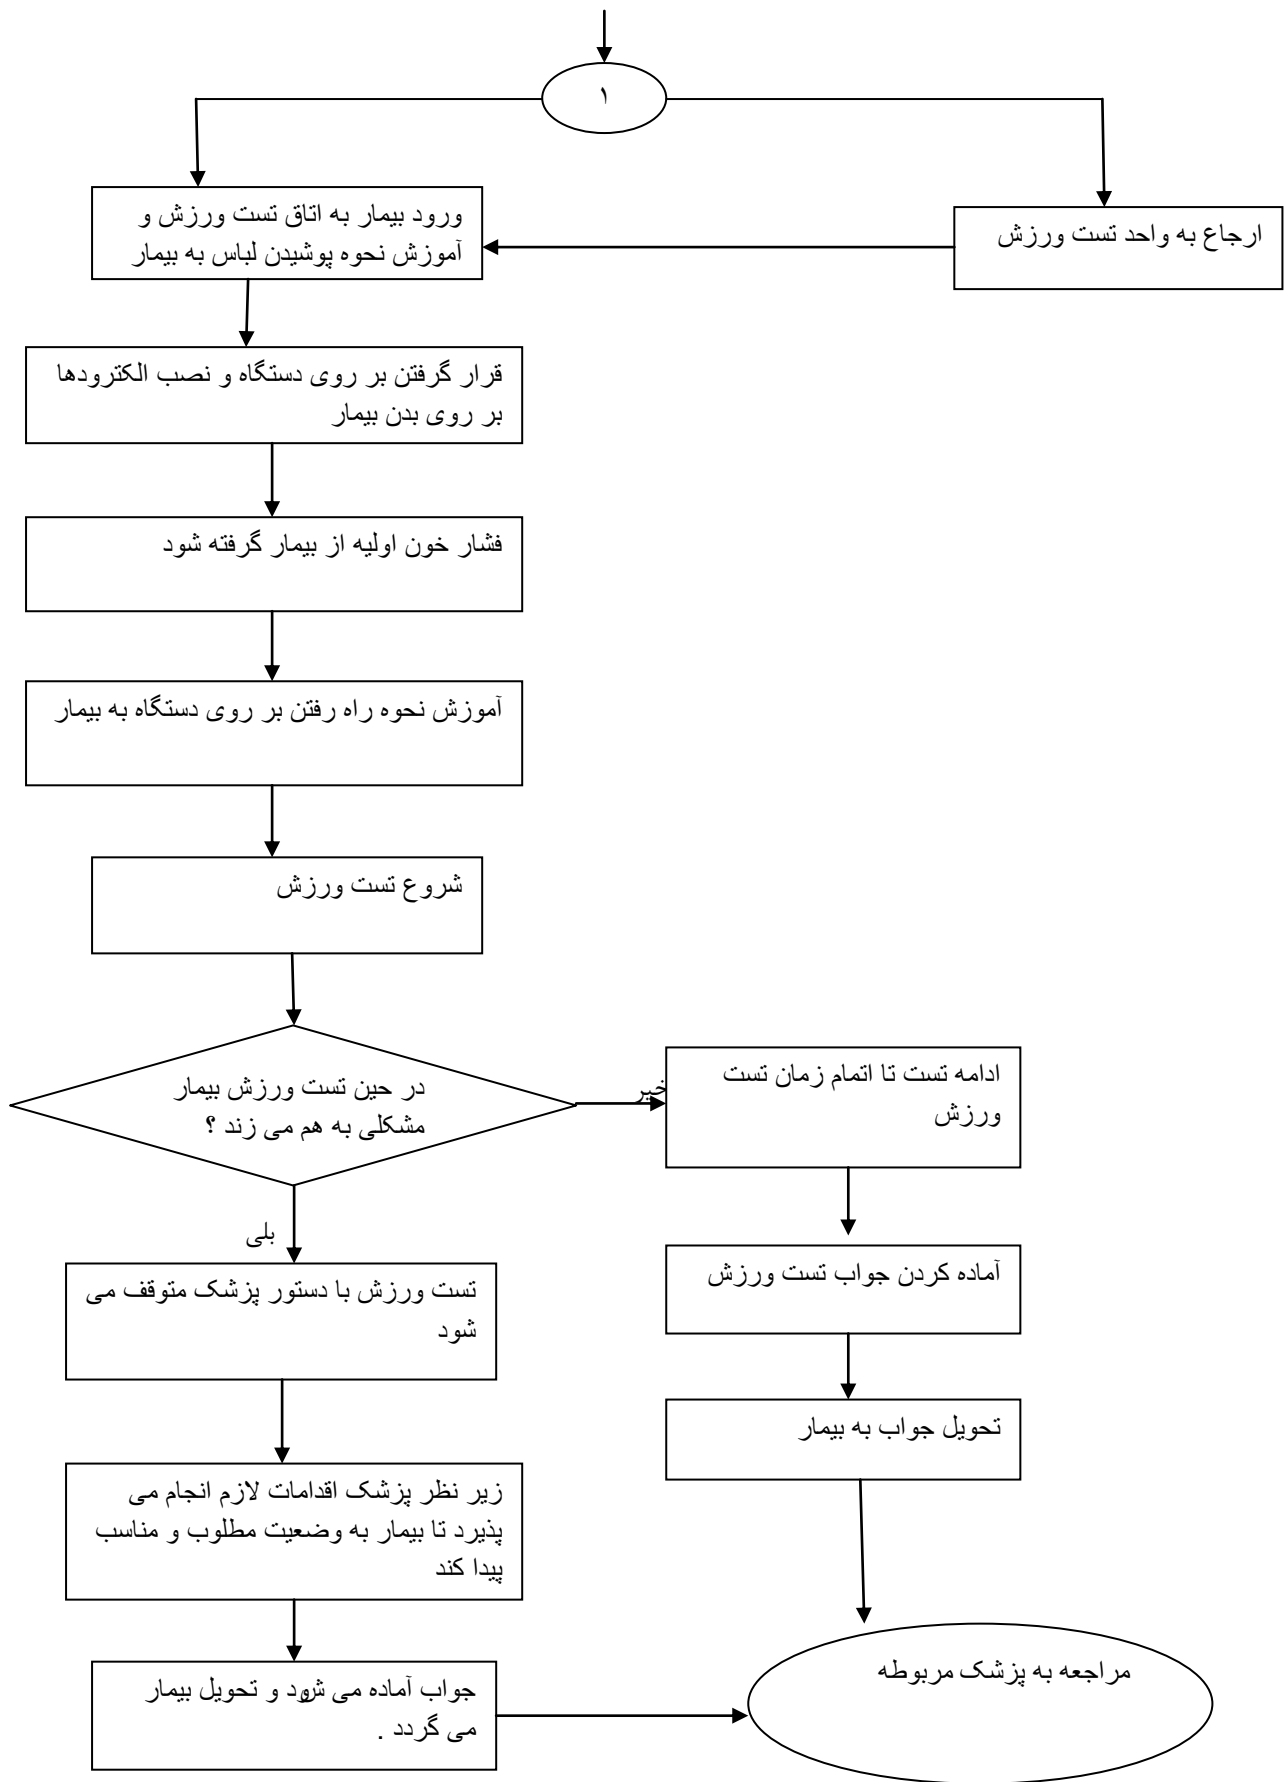 ۱
ورود بیمار به اتاق تست ورزش و
آموزش نحوه پوشیدن لباس به بیمار
ارجاع به واحد تست ورزش
قرار گرفتن بر روی دستگاه و نصب الکترودها
بر روی بدن بیمار
فشار خون اولیه از بیمار گرفته شود
آموزش نحوه راه رفتن بر روی دستگاه به بیمار
شروع تست ورزش
در حین تست ورزش بیمار
مشکلی به هم می زند ؟
خیر
ادامه تست تا اتمام زمان تست
ورزش
بلی
آماده کردن جواب تست ورزش
تست ورزش با دستور پزشک متوقف می
شود
تحویل جواب به بیمار
زیر نظر پزشک اقدامات لازم انجام می
پذیرد تا بیمار به وضعیت مطلوب و مناسب
پیدا کند
مراجعه به پزشک مربوطه
جواب آماده می شود و تحویل بیمار
می گردد .